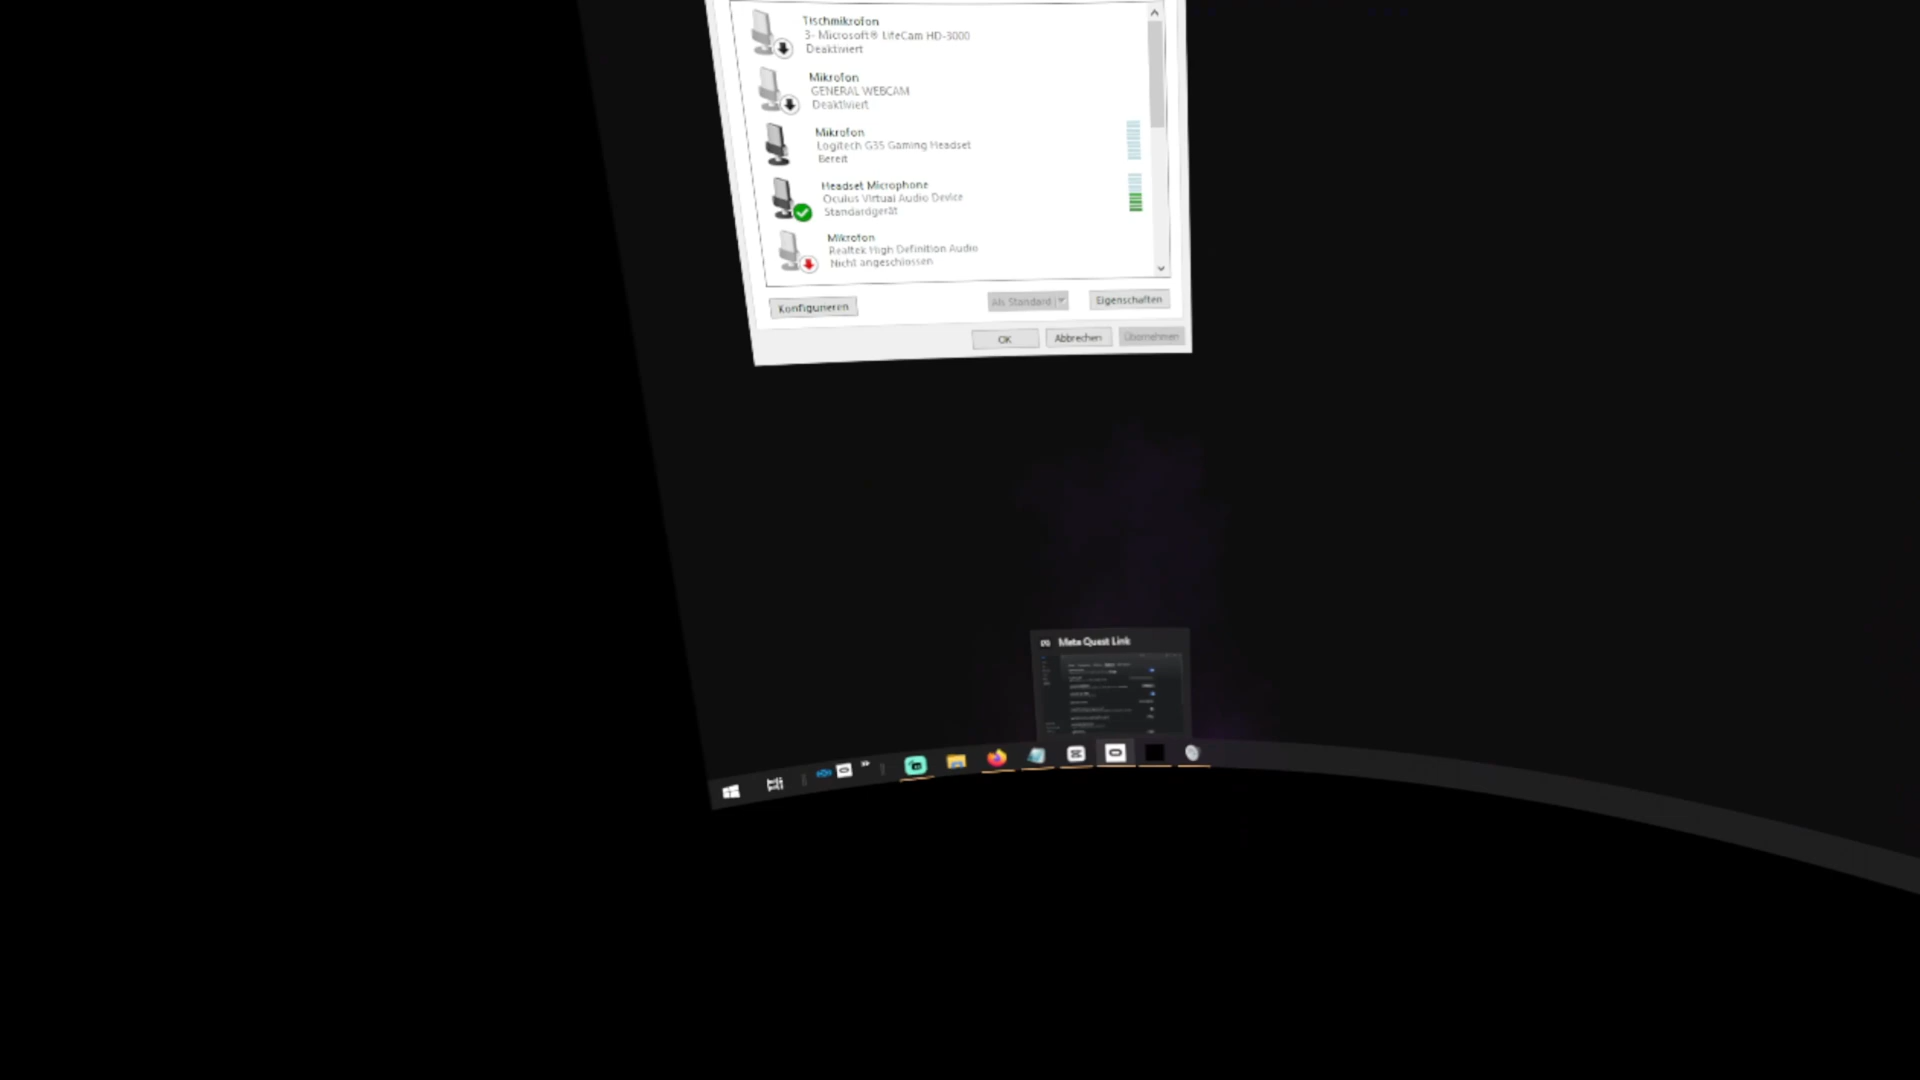 Tischmikrofon
3- Microsoft® LifeCam HD-3000
Deaktiviert
Mikrofon
GENERAL WEBCAM
Deaktiviert
Mikrofon
Logitech G35 Gaming Headset
Bereit
Headset Microphone
Oculus Virtual Audio Device
Standardgerät
Mikrofon
Realtek High Definition Audio
Nicht angeschlossen
Konfigurieren
Als Standard
Eigenschaften
OK
Abbrechen
Übernehmen
Meta Quest Link